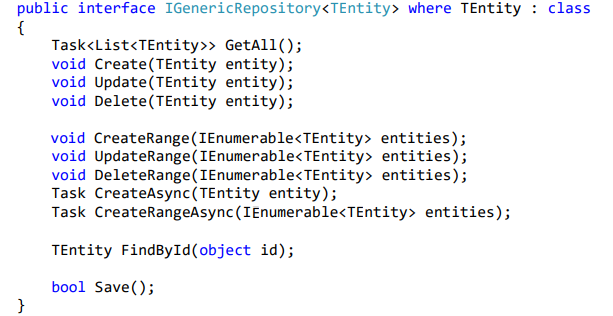 public interface IGenericRepository<TEntity> where TEntity : class
{
    Task<List<TEntity>> GetAll();
    void Create(TEntity entity);
    void Update(TEntity entity);
    void Delete(TEntity entity);

    void CreateRange(IEnumerable<TEntity> entities);
    void UpdateRange(IEnumerable<TEntity> entities);
    void DeleteRange(IEnumerable<TEntity> entities);
    Task CreateAsync(TEntity entity);
    Task CreateRangeAsync(IEnumerable<TEntity> entities);

    TEntity FindById(object id);

    bool Save();
}